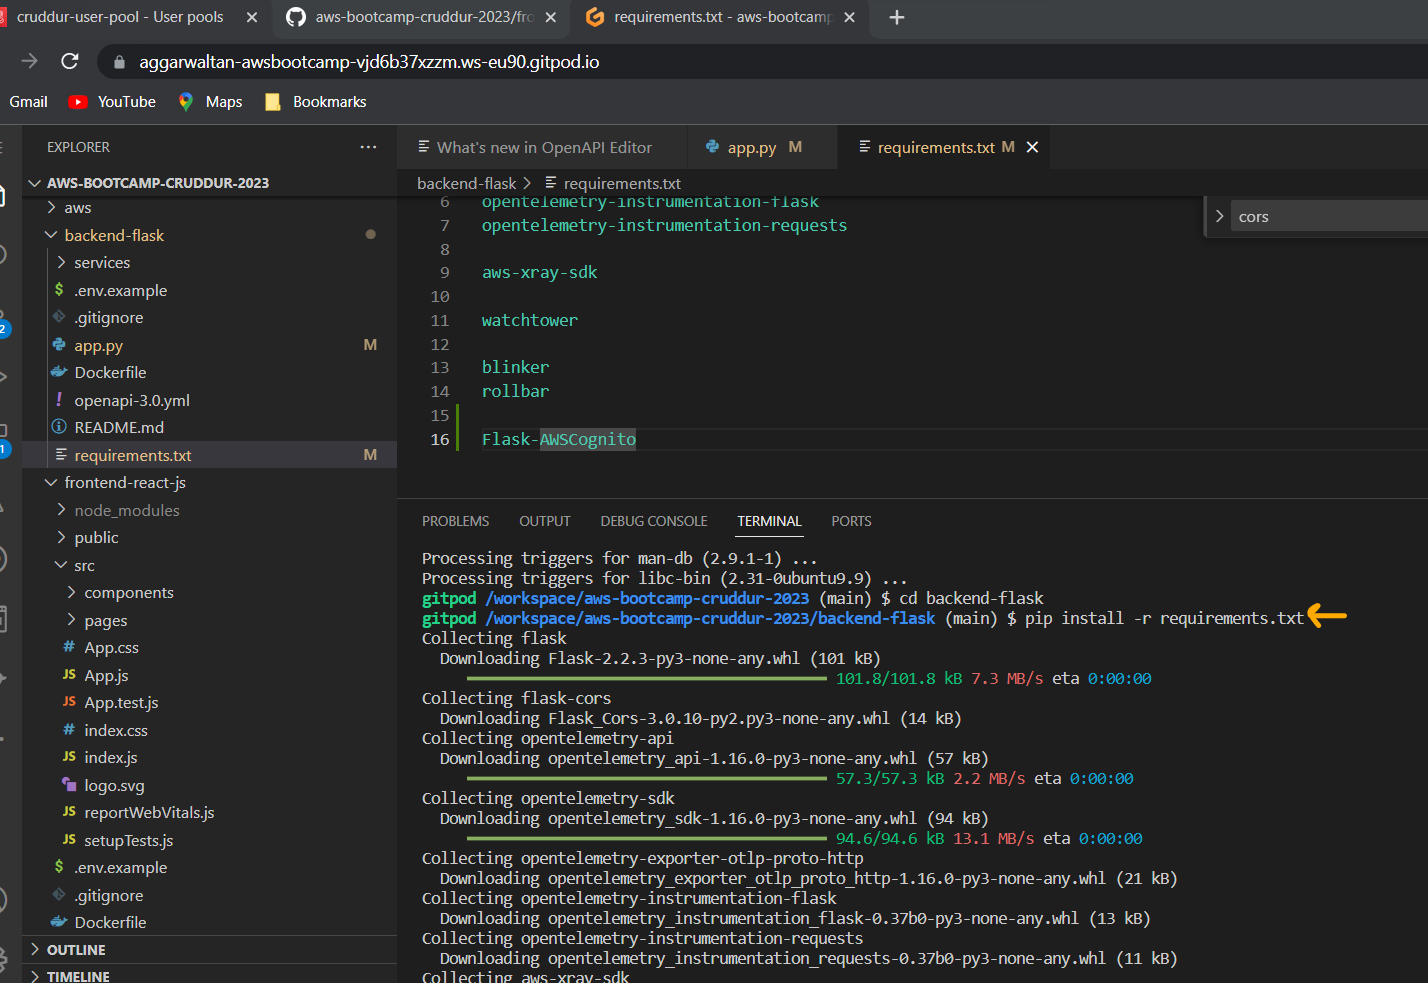 cruddur-user-pool - User pools
aws-bootcamp-cruddur-2023/fro
requirements.txt - aws-bootcamp
aggarwaltan-awsbootcamp-vjd6b37xzzm.ws-eu90.gitpod.io
Gmail YouTube Maps Bookmarks
EXPLORER
AWS-BOOTCAMP-CRUDDUR-2023
aws
backend-flask
services
.env.example
.gitignore
app.py M
Dockerfile
openapi-3.0.yml
README.md
requirements.txt M
frontend-react-js
node_modules
public
src
components
pages
App.css
App.js
App.test.js
index.css
index.js
logo.svg
reportWebVitals.js
setupTests.js
.env.example
.gitignore
Dockerfile
OUTLINE
TIMELINE
What's new in OpenAPI Editor app.py M requirements.txt M
backend-flask > requirements.txt
cors
6 opentelemetry-instrumentation-flask
7 opentelemetry-instrumentation-requests
8
9 aws-xray-sdk
10
11 watchtower
12
13 blinker
14 rollbar
15
16 Flask-AWSCognito
PROBLEMS OUTPUT DEBUG CONSOLE TERMINAL PORTS
Processing triggers for man-db (2.9.1-1) ...
Processing triggers for libc-bin (2.31-0ubuntu9.9) ...
gitpod /workspace/aws-bootcamp-cruddur-2023 (main) $ cd backend-flask
gitpod /workspace/aws-bootcamp-cruddur-2023/backend-flask (main) $ pip install -r requirements.txt
Collecting flask
Downloading Flask-2.2.3-py3-none-any.whl (101 kB)
101.8/101.8 kB 7.3 MB/s eta 0:00:00
Collecting flask-cors
Downloading Flask_Cors-3.0.10-py2.py3-none-any.whl (14 kB)
Collecting opentelemetry-api
Downloading opentelemetry_api-1.16.0-py3-none-any.whl (57 kB)
57.3/57.3 kB 2.2 MB/s eta 0:00:00
Collecting opentelemetry-sdk
Downloading opentelemetry_sdk-1.16.0-py3-none-any.whl (94 kB)
94.6/94.6 kB 13.1 MB/s eta 0:00:00
Collecting opentelemetry-exporter-otlp-proto-http
Downloading opentelemetry_exporter_otlp_proto_http-1.16.0-py3-none-any.whl (21 kB)
Collecting opentelemetry-instrumentation-flask
Downloading opentelemetry_instrumentation_flask-0.37b0-py3-none-any.whl (13 kB)
Collecting opentelemetry-instrumentation-requests
Downloading opentelemetry_instrumentation_requests-0.37b0-py3-none-any.whl (11 kB)
Collecting aws-xray-sdk